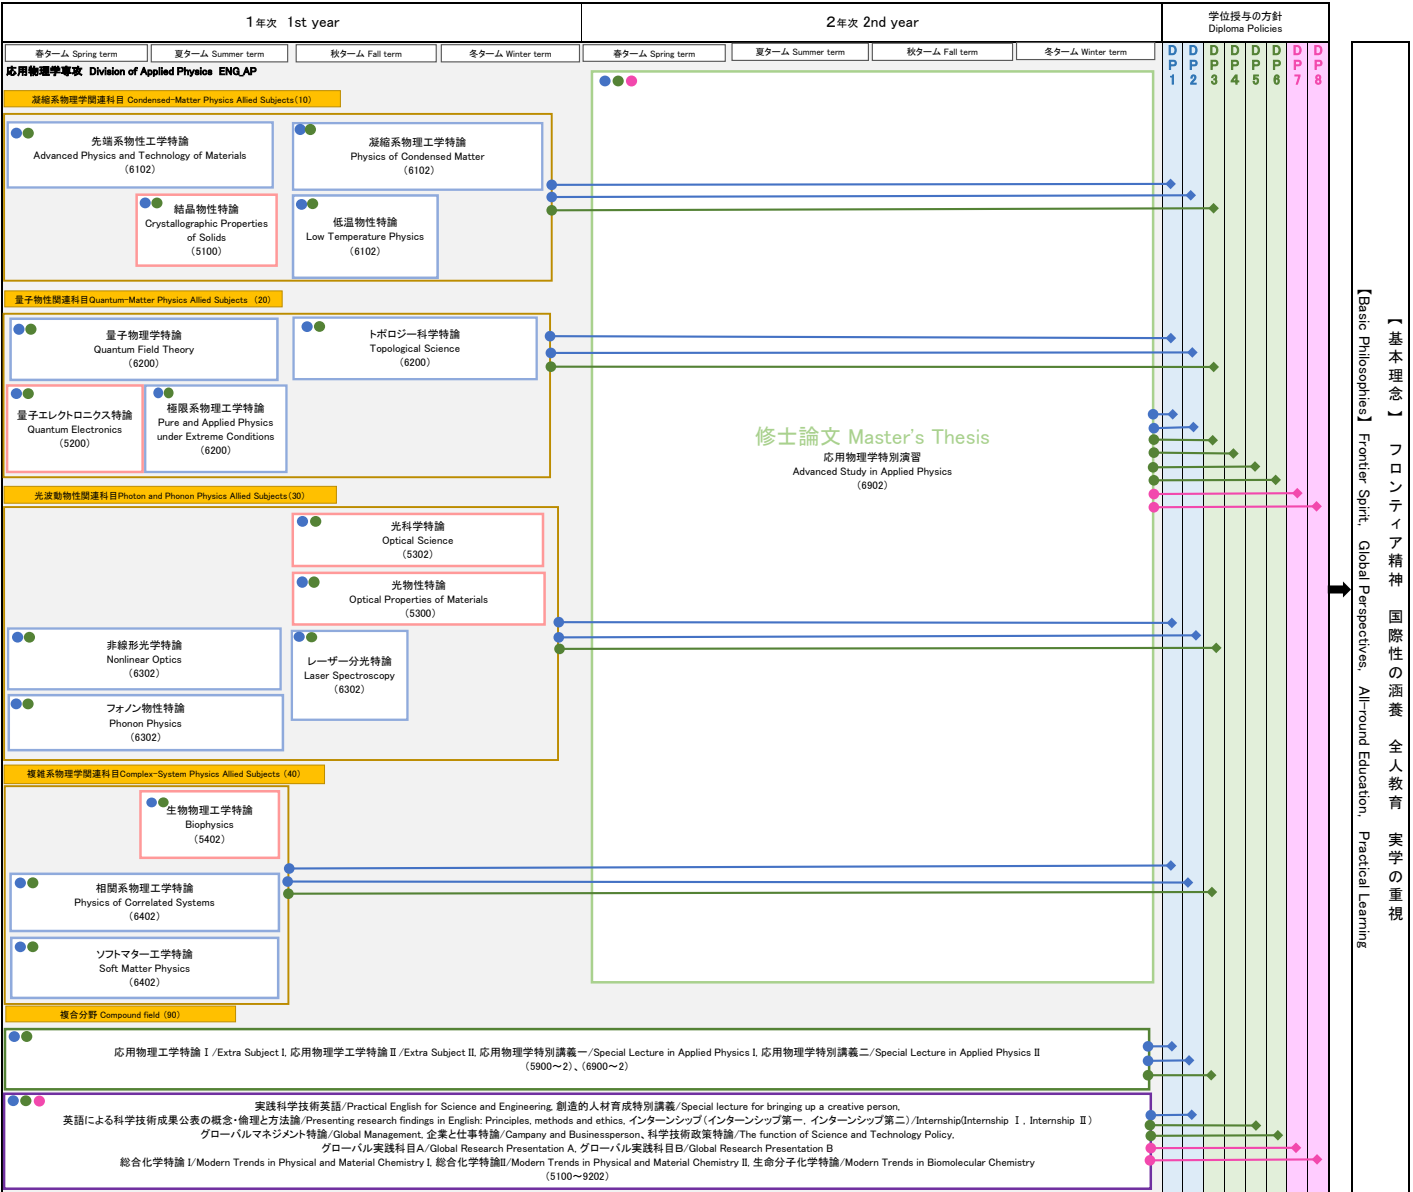 1年次 1st year
2年次 2nd year
学位授与の方針
Diploma Policies
春ターム Spring term
夏ターム Summer term
秋ターム Fall term
冬ターム Winter term
春ターム Spring term
夏ターム Summer term
秋ターム Fall term
冬ターム Winter term
DP1
DP2
DP3
DP4
DP5
DP6
DP7
DP8
応用物理学専攻 Division of Applied Physics ENG_AP
凝縮系物理学関連科目 Condensed-Matter Physics Allied Subjects(10)
先端系物性工学特論
Advanced Physics and Technology of Materials
(6102)
凝縮系物理工学特論
Physics of Condensed Matter
(6102)
結晶物性特論
Crystallographic Properties
of Solids
(5100)
低温物性特論
Low Temperature Physics
(6102)
量子物性関連科目Quantum-Matter Physics Allied Subjects (20)
量子物理学特論
Quantum Field Theory
(6200)
トポロジー科学特論
Topological Science
(6200)
量子エレクトロニクス特論
Quantum Electronics
(5200)
極限系物理工学特論
Pure and Applied Physics
under Extreme Conditions
(6200)
修士論文 Master's Thesis
応用物理学特別演習
Advanced Study in Applied Physics
(6902)
光波動物性関連科目Photon and Phonon Physics Allied Subjects(30)
光科学特論
Optical Science
(5302)
光物性特論
Optical Properties of Materials
(5300)
非線形光学特論
Nonlinear Optics
(6302)
レーザー分光特論
Laser Spectroscopy
(6302)
フォノン物性特論
Phonon Physics
(6302)
複雑系物理学関連科目Complex-System Physics Allied Subjects (40)
生物物理工学特論
Biophysics
(5402)
相関系物理工学特論
Physics of Correlated Systems
(6402)
ソフトマター工学特論
Soft Matter Physics
(6402)
複合分野 Compound field (90)
応用物理工学特論Ⅰ/Extra Subject I, 応用物理学工学特論Ⅱ/Extra Subject II, 応用物理学特別講義一/Special Lecture in Applied Physics I, 応用物理学特別講義二/Special Lecture in Applied Physics II
(5900～2)、(6900～2)
実践科学技術英語/Practical English for Science and Engineering, 創造的人材育成特別講義/Special lecture for bringing up a creative person,
英語による科学技術成果公表の概念・倫理と方法論/Presenting research findings in English: Principles, methods and ethics, インターンシップ(インターンシップ第一, インターンシップ第二)/Internship(Internship Ⅰ, Internship Ⅱ)
グローバルマネジメント特論/Global Management, 企業と仕事特論/Campany and Businessperson、科学技術政策特論/The function of Science and Technology Policy,
グローバル実践科目A/Global Research Presentation A, グローバル実践科目B/Global Research Presentation B
総合化学特論 I/Modern Trends in Physical and Material Chemistry I, 総合化学特論II/Modern Trends in Physical and Material Chemistry II, 生命分子化学特論/Modern Trends in Biomolecular Chemistry
(5100～9202)
【基本理念】 フロンティア精神 国際性の涵養 全人教育 実学の重視
【Basic Philosophies】 Frontier Spirit, Global Perspectives, All-round Education, Practical Learning